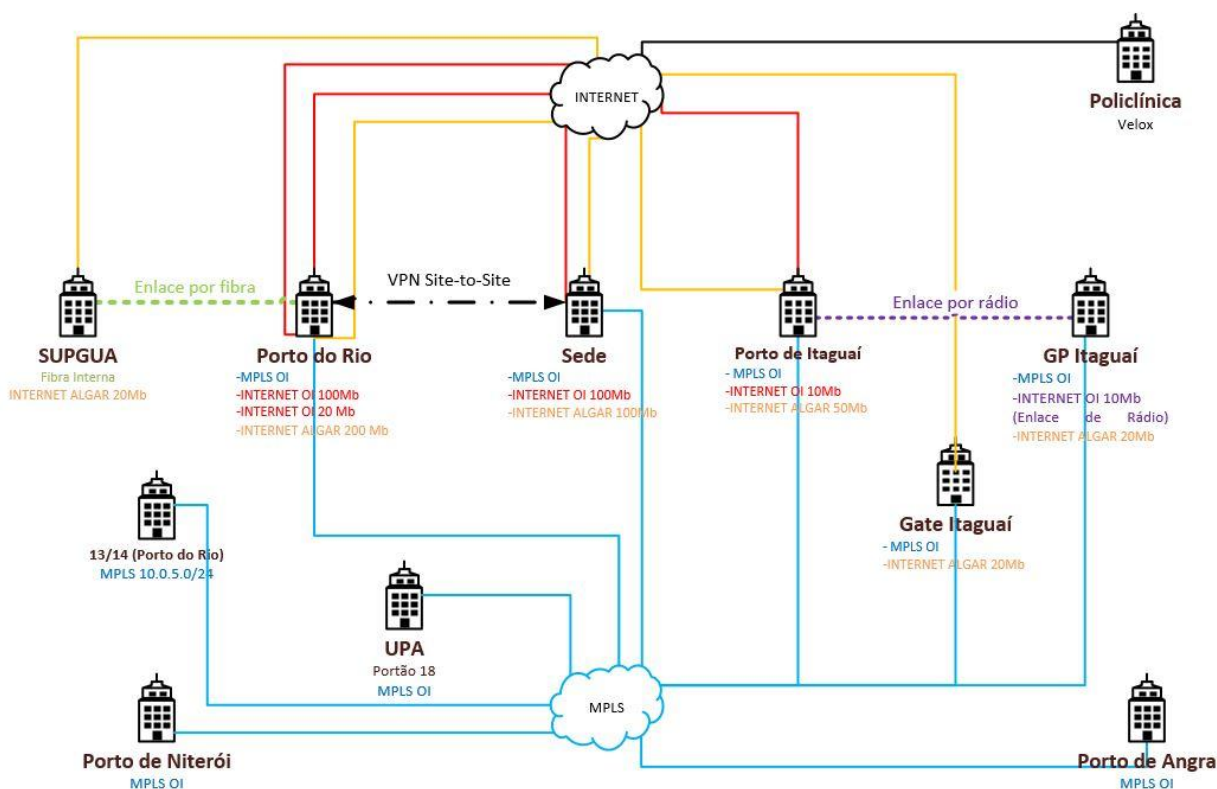 INTERNET
Policlínica
Velox
Enlace por fibra
VPN Site-to-Site
Enlace por rádio
SUPGUA
Fibra Interna
INTERNET ALGAR 20Mb
Porto do Rio
-MPLS OI
-INTERNET OI 100Mb
-INTERNET OI 20 Mb
-INTERNET ALGAR 200 Mb
Sede
-MPLS OI
-INTERNET OI 100Mb
-INTERNET ALGAR 100Mb
Porto de Itaguaí
- MPLS OI
-INTERNET OI 10Mb
-INTERNET ALGAR 50Mb
GP Itaguaí
-MPLS OI
-INTERNET OI 10Mb
(Enlace de Rádio)
-INTERNET ALGAR 20Mb
Gate Itaguaí
- MPLS OI
-INTERNET ALGAR 20Mb
13/14 (Porto do Rio)
MPLS 10.0.5.0/24
UPA
Portão 18
MPLS OI
MPLS
Porto de Niterói
MPLS OI
Porto de Angra
MPLS OI